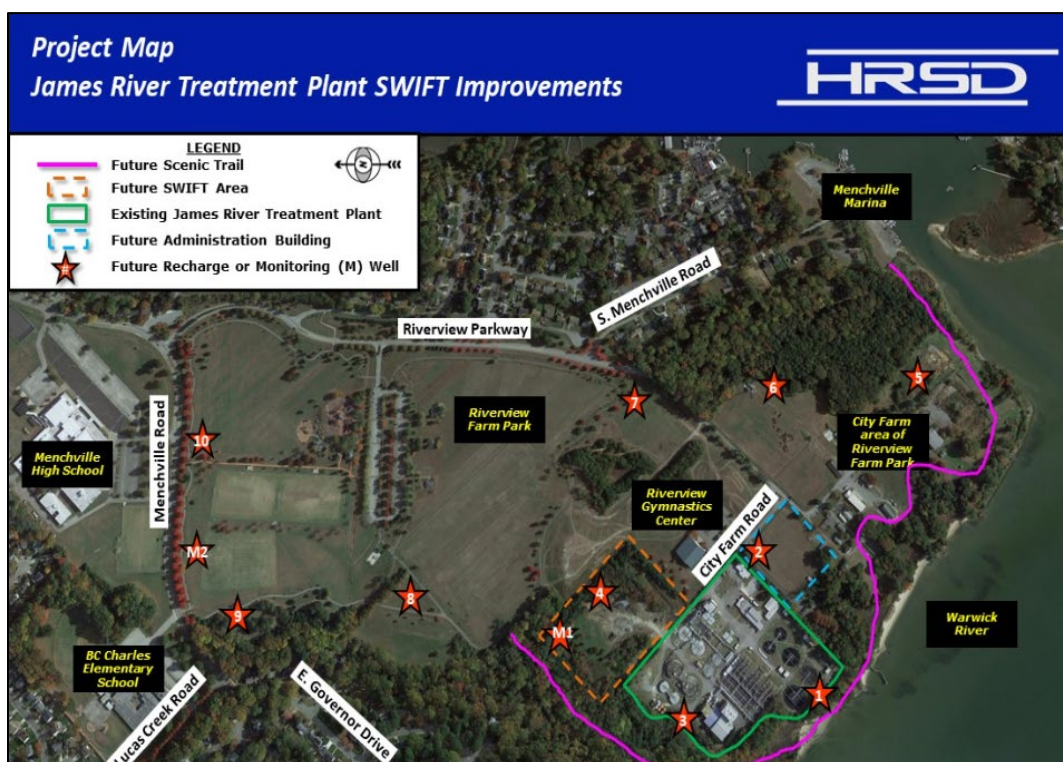 Project Map
James River Treatment Plant SWIFT Improvements
HRSD
LEGEND
Future Scenic Trail
Future SWIFT Area
Existing James River Treatment Plant
Future Administration Building
# Future Recharge or Monitoring (M) Well
N
Menchville
Marina
S. Menchville Road
Riverview Parkway
5
6
7
Riverview
Farm Park
City Farm
area of
Riverview
Farm Park
10
Menchville Road
Menchville
High School
Riverview
Gymnastics
Center
City Farm Road
M2
2
4
8
9
M1
Warwick
River
BC Charles
Elementary
School
Lucas Creek Road
E. Governor Drive
1
3